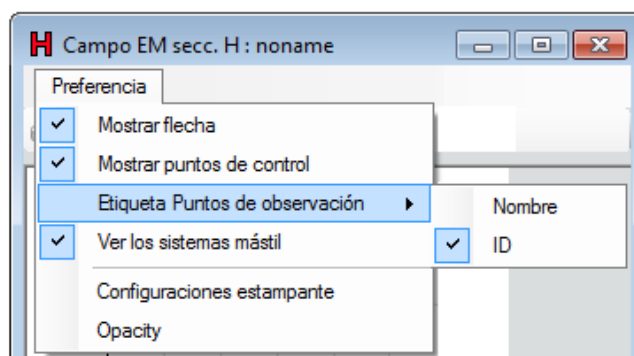 H Campo EM secc. H : noname
Preferencia
Mostrar flecha
Mostrar puntos de control
Etiqueta Puntos de observación
Nombre
Ver los sistemas mástil
ID
Configuraciones estampante
Opacity